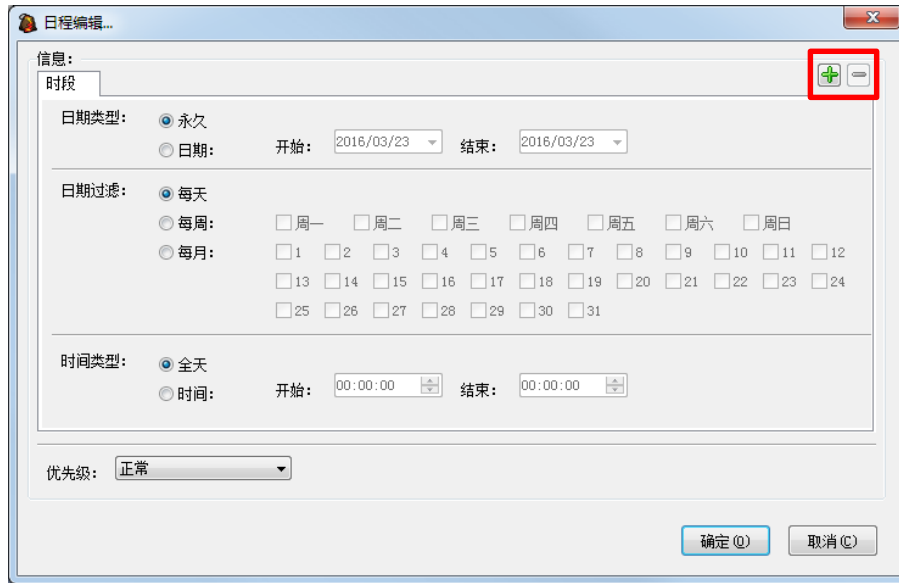 日程编辑...
信息:
时段
日期类型: 永久
日期: 开始: 2016/03/23 结束: 2016/03/23
日期过滤: 每天
每周: 周一 周二 周三 周四 周五 周六 周日
每月: 1 2 3 4 5 6 7 8 9 10 11 12
13 14 15 16 17 18 19 20 21 22 23 24
25 26 27 28 29 30 31
时间类型: 全天
时间: 开始: 00:00:00 结束: 00:00:00
优先级: 正常
确定(O) 取消(C)